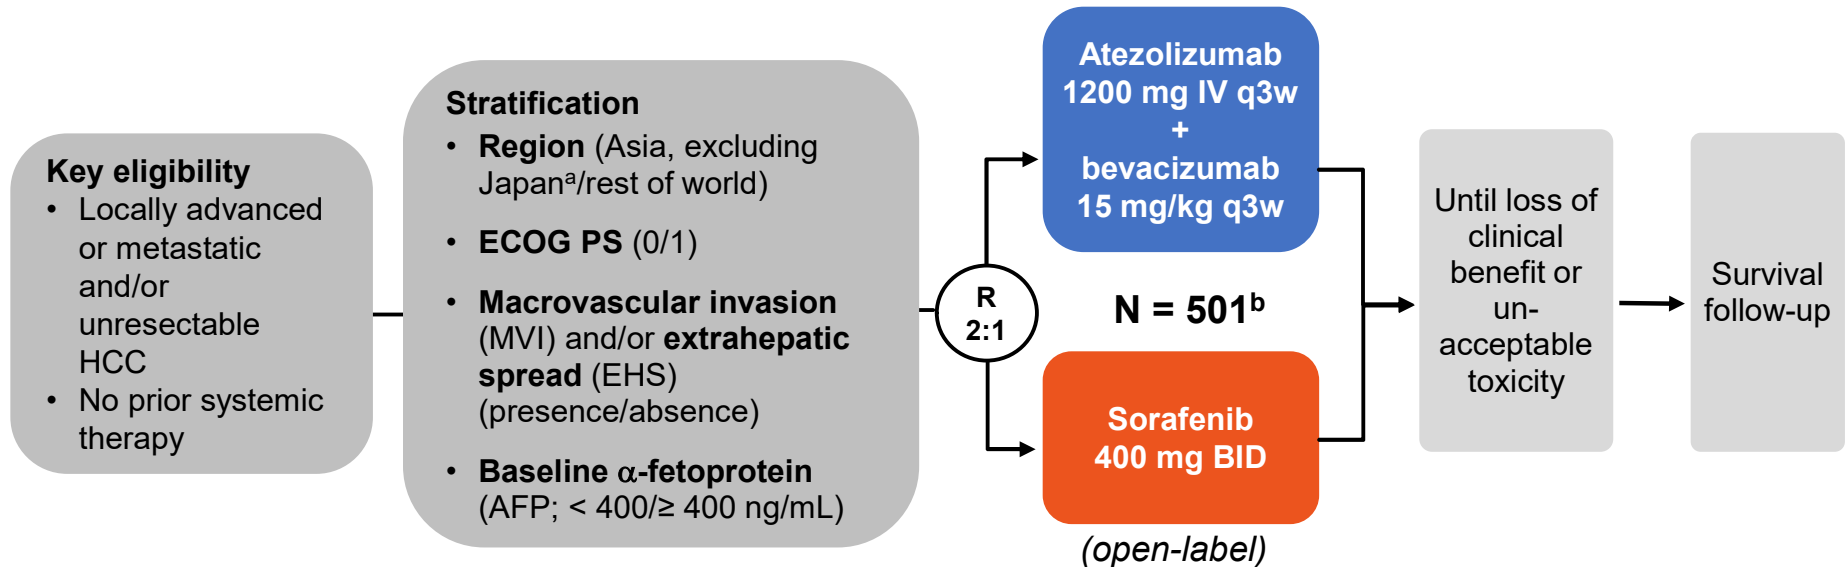 Key eligibility
• Locally advanced
or metastatic
and/or
unresectable
HCC
• No prior systemic
therapy
Stratification
• Region (Asia, excluding
Japanᵃ/rest of world)
• ECOG PS (0/1)
• Macrovascular invasion
(MVI) and/or extrahepatic
spread (EHS)
(presence/absence)
• Baseline α-fetoprotein
(AFP; < 400/≥ 400 ng/mL)
R
2:1
Atezolizumab
1200 mg IV q3w
+
bevacizumab
15 mg/kg q3w
N = 501ᵇ
Sorafenib
400 mg BID
(open-label)
Until loss of
clinical
benefit or
un-
acceptable
toxicity
Survival
follow-up